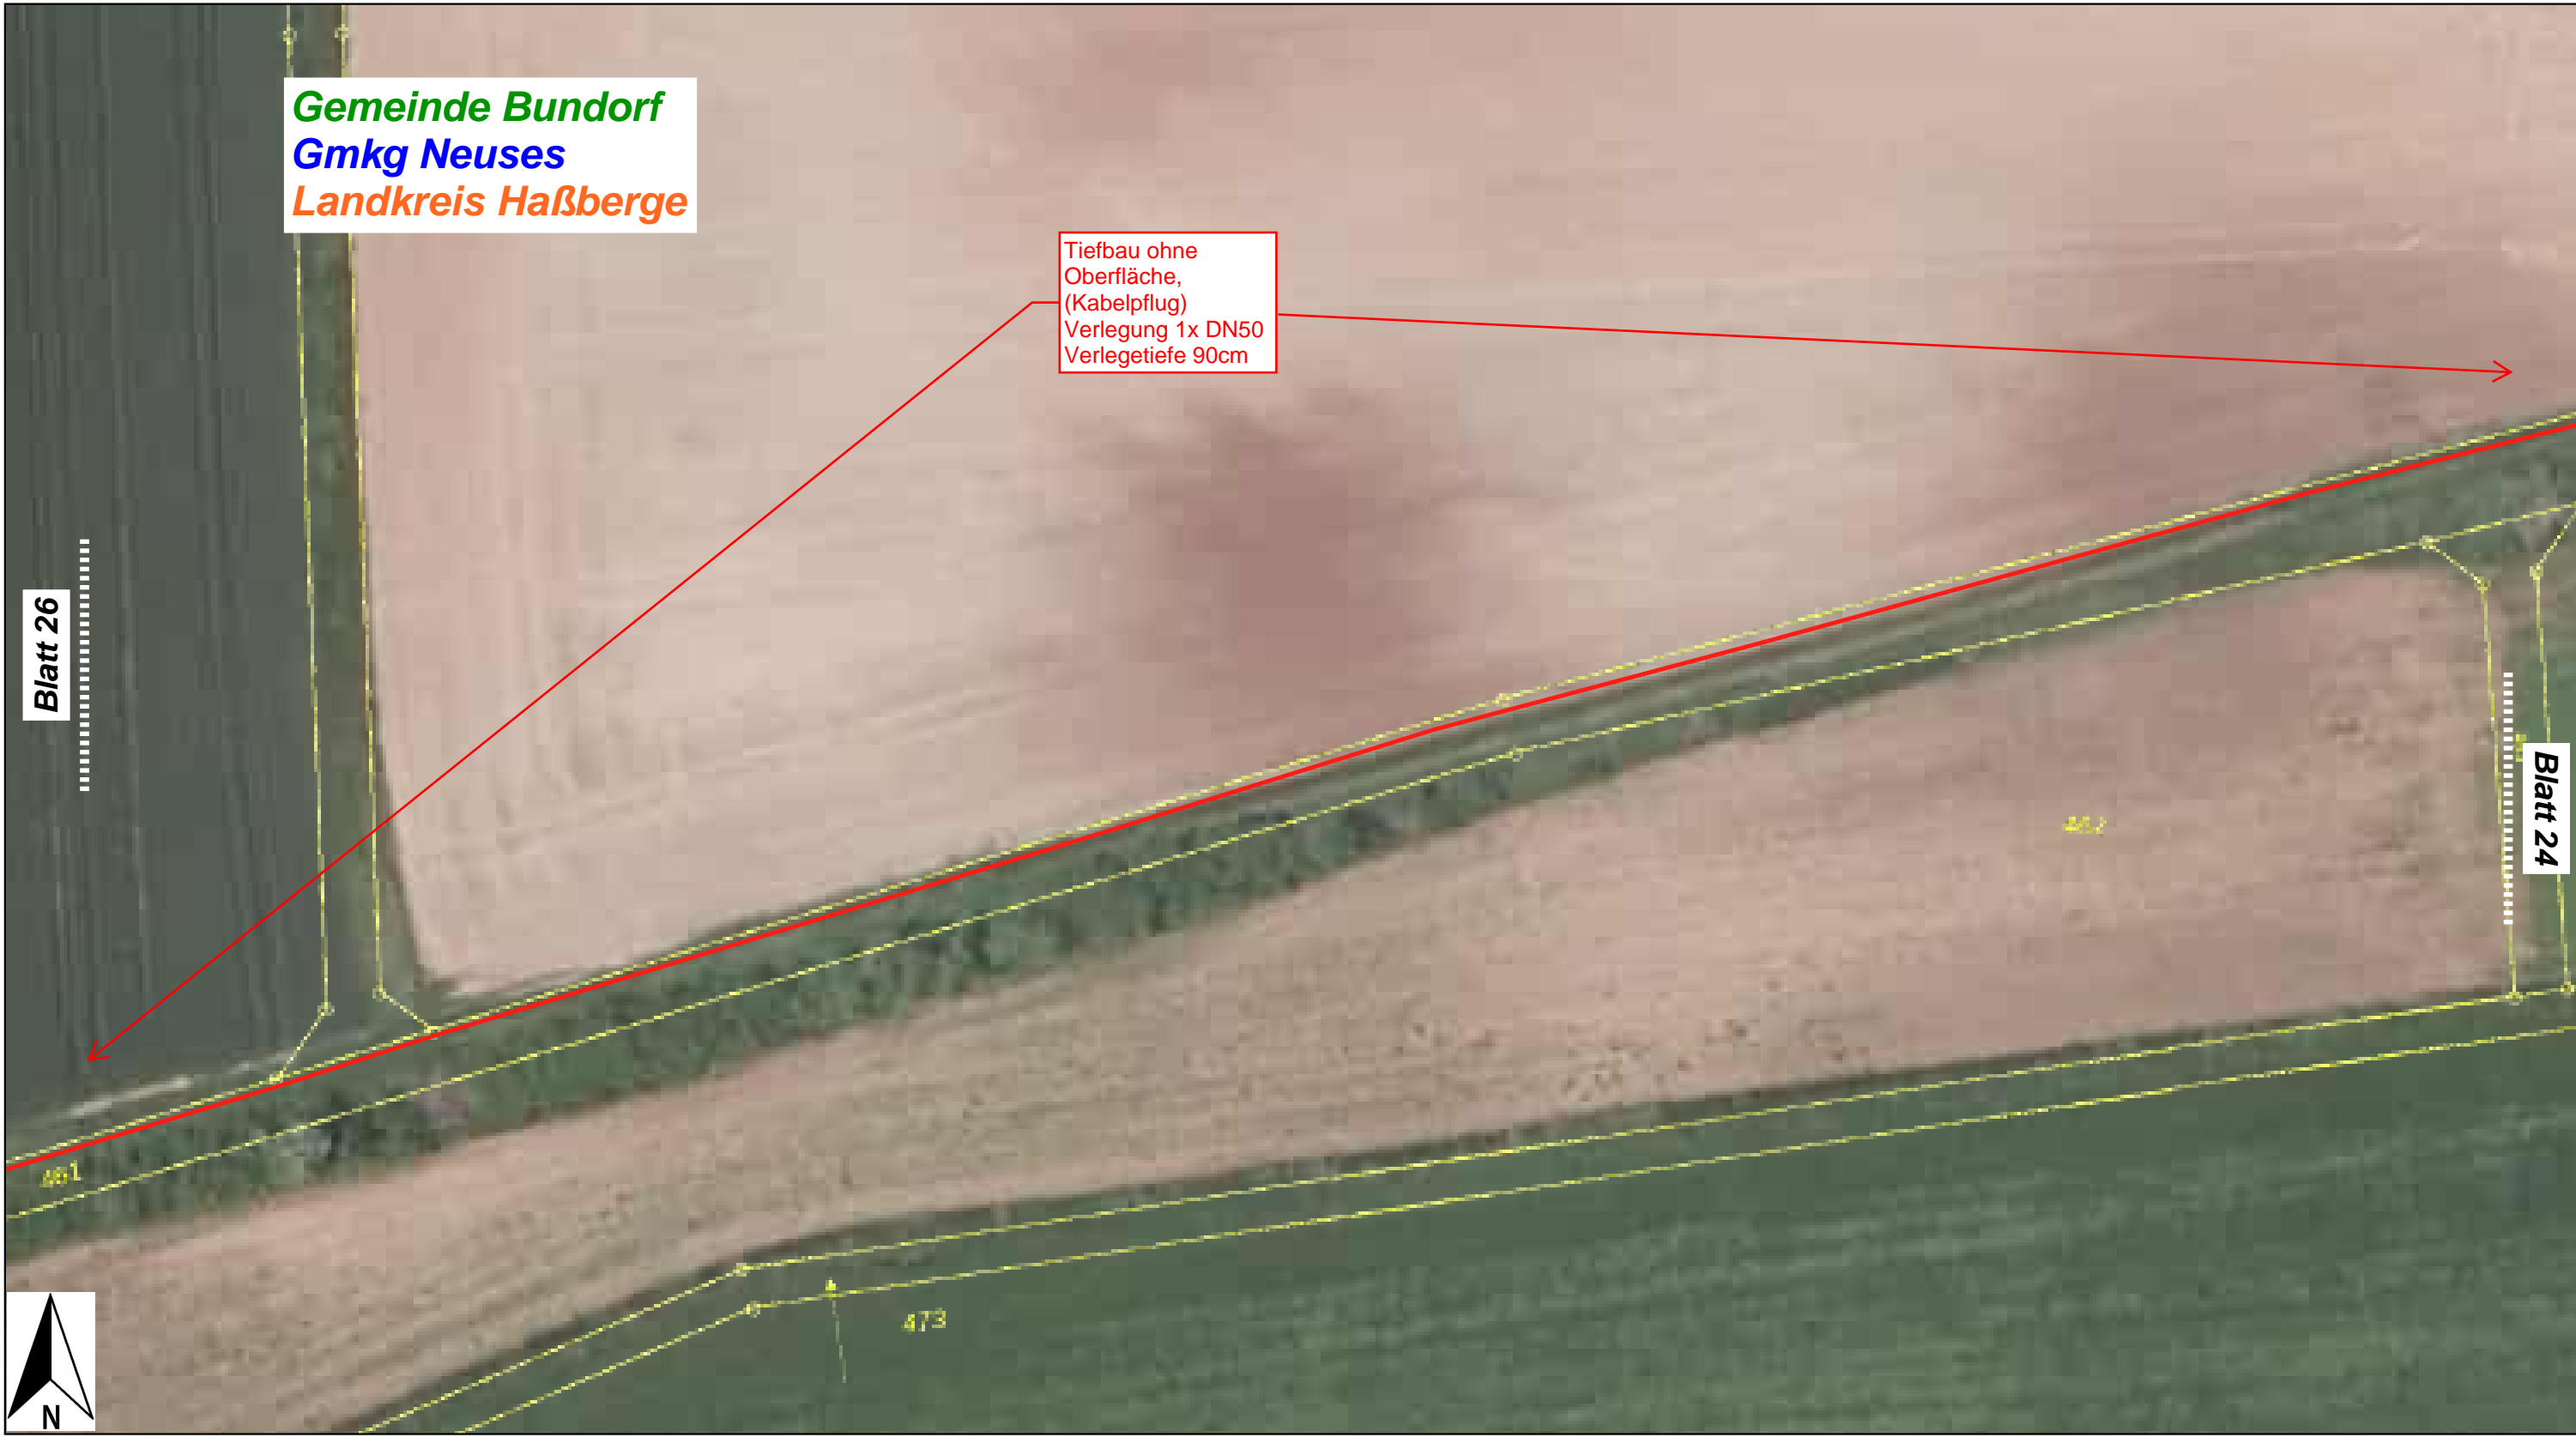 Gemeinde Bundorf
Gmkg Neuses
Landkreis Haßberge
Tiefbau ohne
Oberfläche,
(Kabelpflug)
Verlegung 1x DN50
Verlegetiefe 90cm
Blatt 26
Blatt 24
462
461
473
N